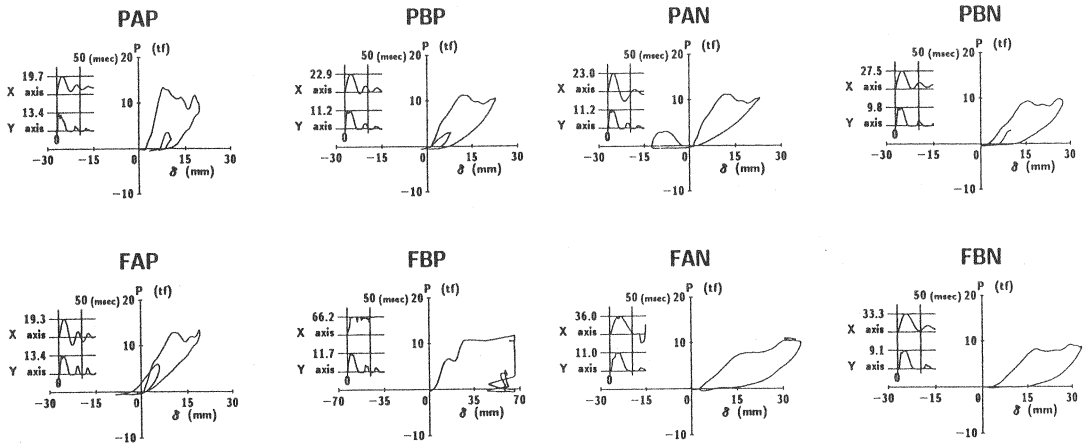 PAP
P (tf)
50 (msec)
20
19.7
X axis
13.4
10
Y axis
0
-30 -15 0 15 30
δ (mm)
-10
PBP
P (tf)
50 (msec)
20
22.9
X axis
11.2
10
Y axis
0
-30 -15 0 15 30
δ (mm)
-10
PAN
P (tf)
50 (msec)
20
23.0
X axis
11.2
10
Y axis
0
-30 -15 0 15 30
δ (mm)
-10
PBN
P (tf)
50 (msec)
20
27.5
X axis
9.8
10
Y axis
0
-30 -15 0 15 30
δ (mm)
-10
FAP
P (tf)
50 (msec)
20
19.3
X axis
13.4
10
Y axis
0
-30 -15 0 15 30
δ (mm)
-10
FBP
P (tf)
50 (msec)
20
66.2
X axis
11.7
10
Y axis
0
-70 -35 0 35 70
δ (mm)
-10
FAN
P (tf)
50 (msec)
20
36.0
X axis
11.0
10
Y axis
0
-30 -15 0 15 30
δ (mm)
-10
FBN
P (tf)
50 (msec)
20
33.3
X axis
9.1
10
Y axis
0
-30 -15 0 15 30
δ (mm)
-10